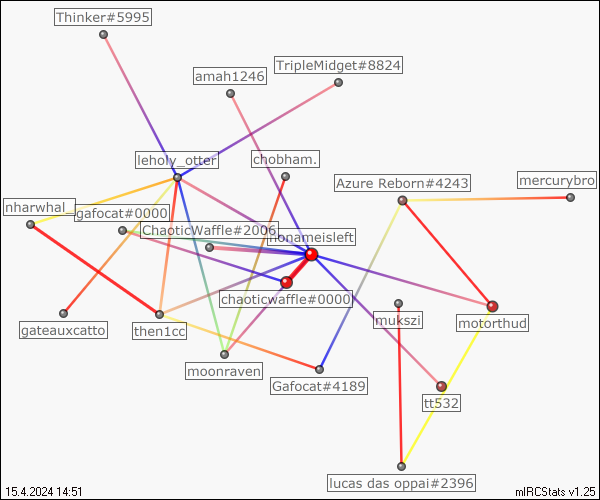 Thinker#5995
TripleMidget#8824
amah1246
leholy_otter
chobham.
Azure Reborn#4243
mercurybro
nharwhal_
gafocat#0000
ChaoticWaffle#2006
nonameisleft
chaoticwaffle#0000
gateauxcatto
then1cc
mukszi
motorthud
moonraven
Gafocat#4189
tt532
lucas das oppai#2396
15.4.2024 14:51
mIRCStats v1.25